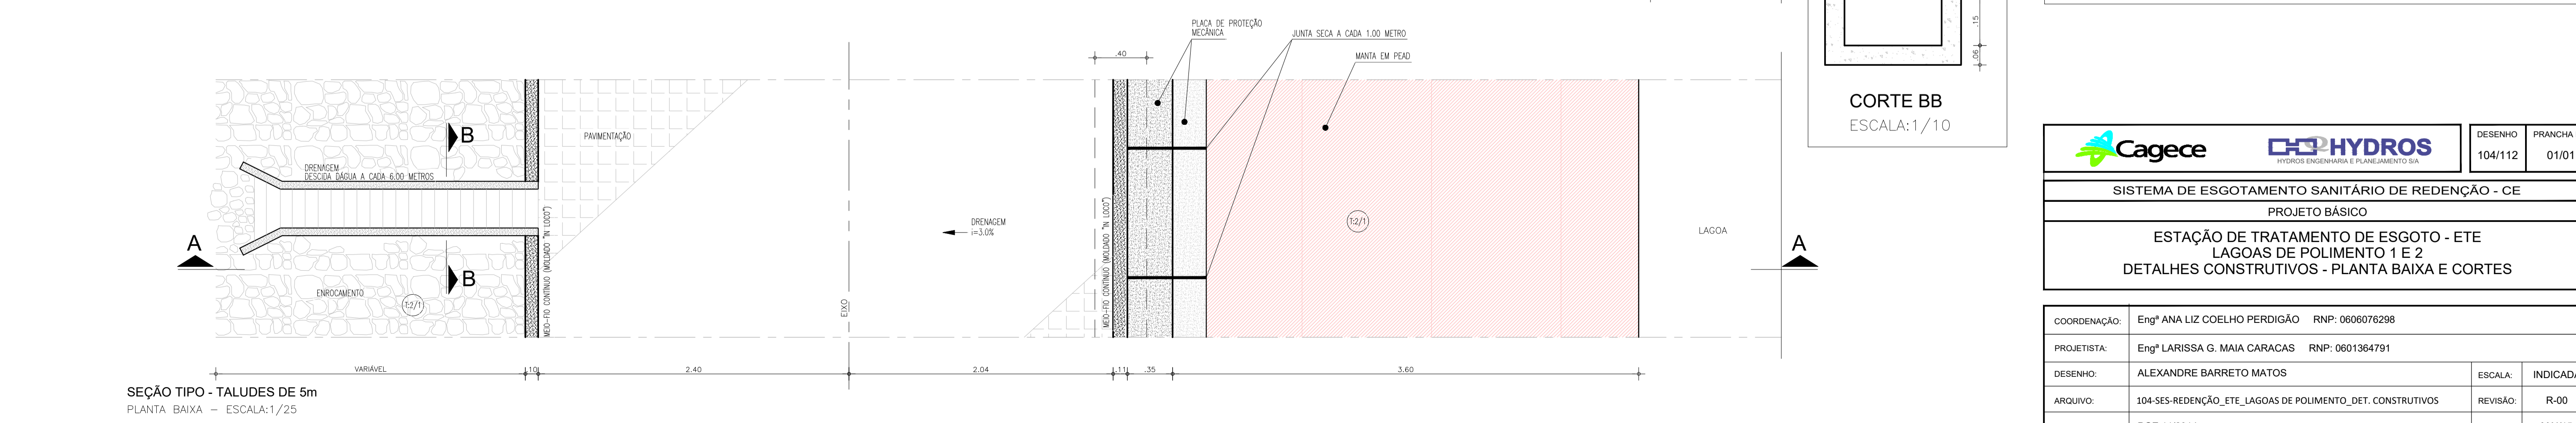 PLACA DE PROTEÇÃO
MECÂNICA
JUNTA SECA A CADA 1.00 METRO
MANTA EM PEAD
.40
PAVIMENTAÇÃO
B
DRENAGEM
DESCIDA DÁGUA A CADA 6.00 METROS
MEIO-FIO CONTÍNUO (MOLDADO "IN LOCO")
A
B
ENROCAMENTO
T:2/1
EIXO
DRENAGEM
i=3.0%
MEIO-FIO CONTÍNUO (MOLDADO "IN LOCO")
T:2/1
LAGOA
A
VARIÁVEL
.10
2.40
2.04
.11
.35
3.60
SEÇÃO TIPO - TALUDES DE 5m
PLANTA BAIXA - ESCALA:1/25
.15
.06
CORTE BB
ESCALA:1/10
Cagece
HYDROS
HYDROS ENGENHARIA E PLANEJAMENTO S/A
DESENHO
104/112
PRANCHA
01/01
SISTEMA DE ESGOTAMENTO SANITÁRIO DE REDENÇÃO - CE
PROJETO BÁSICO
ESTAÇÃO DE TRATAMENTO DE ESGOTO - ETE
LAGOAS DE POLIMENTO 1 E 2
DETALHES CONSTRUTIVOS - PLANTA BAIXA E CORTES
COORDENAÇÃO: Engª ANA LIZ COELHO PERDIGÃO RNP: 0606076298
PROJETISTA: Engª LARISSA G. MAIA CARACAS RNP: 0601364791
DESENHO: ALEXANDRE BARRETO MATOS ESCALA: INDICADA
ARQUIVO: 104-SES-REDENÇÃO_ETE_LAGOAS DE POLIMENTO_DET. CONSTRUTIVOS REVISÃO: R-00